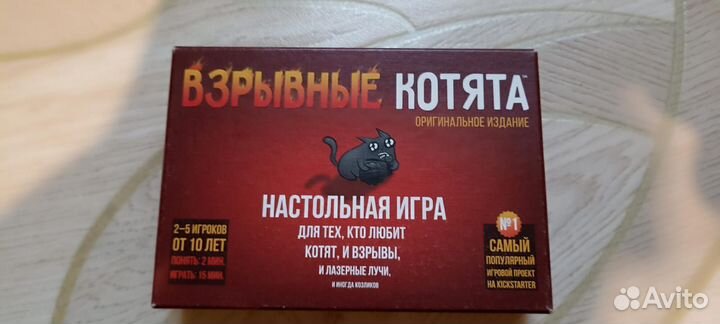 ВЗРЫВНЫЕ КОТЯТА™
ОРИГИНАЛЬНОЕ ИЗДАНИЕ
НАСТОЛЬНАЯ ИГРА
ДЛЯ ТЕХ, КТО ЛЮБИТ
КОТЯТ, И ВЗРЫВЫ,
И ЛАЗЕРНЫЕ ЛУЧИ,
И ИНОГДА КОЗЛИКОВ
2–5 ИГРОКОВ
ОТ 10 ЛЕТ
ПОНЯТЬ: 2 МИН.
ИГРАТЬ: 15 МИН.
№1
САМЫЙ
ПОПУЛЯРНЫЙ
ИГРОВОЙ ПРОЕКТ
НА KICKSTARTER
Avito